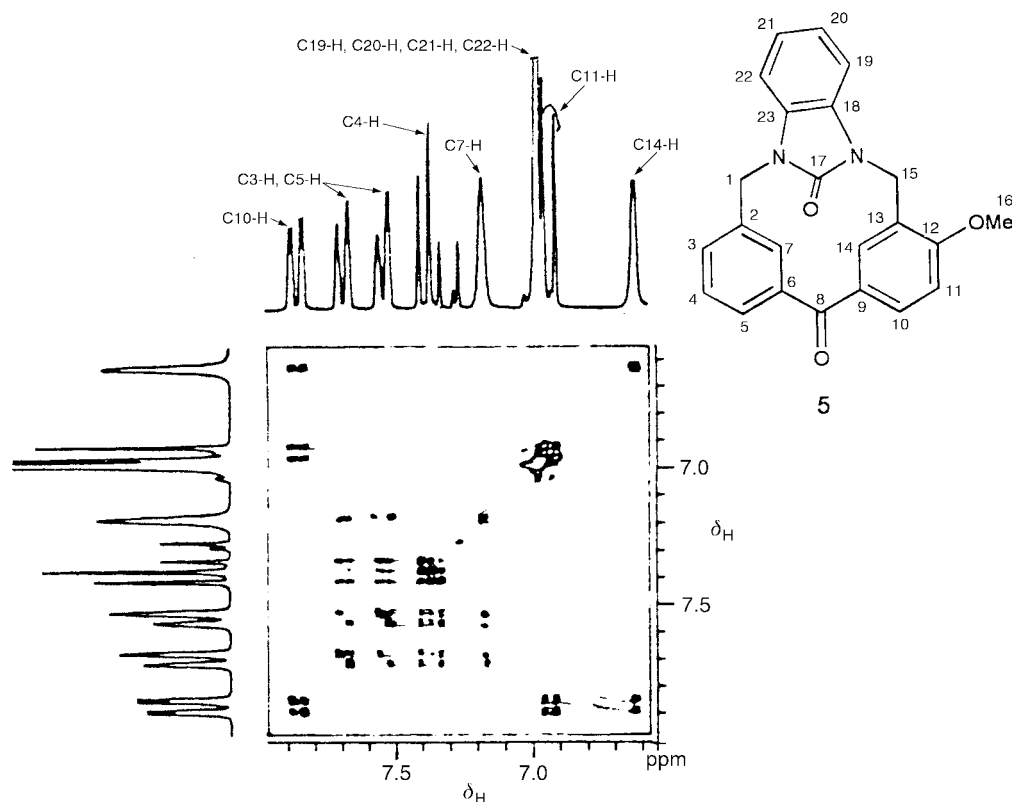 C19-H, C20-H, C21-H, C22-H
C11-H
C4-H
C7-H
C14-H
C3-H, C5-H
C10-H
21
20
22
19
23
18
N
N
17
1
15
O
16
2
13
12
OMe
3
7
14
6
4
8
9
11
5
10
O
5
7.0
δH
7.5
7.5
7.0
ppm
δH